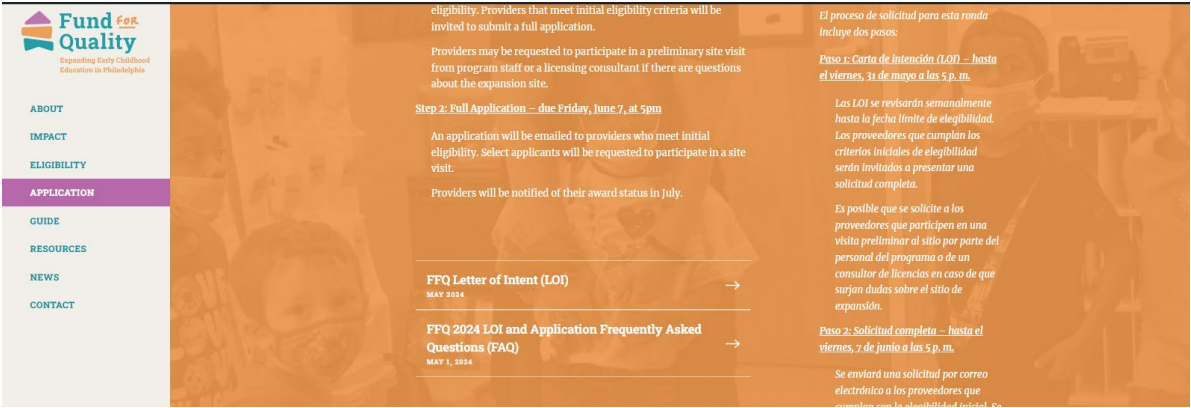 Fund FOR
Quality
Expanding Early Childhood
Education in Philadelphia
ABOUT
IMPACT
ELIGIBILITY
APPLICATION
GUIDE
RESOURCES
NEWS
CONTACT
eligibility. Providers that meet initial eligibility criteria will be
invited to submit a full application.
Providers may be requested to participate in a preliminary site visit
from program staff or a licensing consultant if there are questions
about the expansion site.
Step 2: Full Application – due Friday, June 7, at 5pm
An application will be emailed to providers who meet initial
eligibility. Select applicants will be requested to participate in a site
visit.
Providers will be notified of their award status in July.
FFQ Letter of Intent (LOI)
MAY 2024
FFQ 2024 LOI and Application Frequently Asked
Questions (FAQ)
MAY 1, 2024
El proceso de solicitud para esta ronda
incluye dos pasos:
Paso 1: Carta de intención (LOI) – hasta
el viernes, 31 de mayo a las 5 p. m.
Las LOI se revisarán semanalmente
hasta la fecha límite de elegibilidad.
Los proveedores que cumplan los
criterios iniciales de elegibilidad
serán invitados a presentar una
solicitud completa.
Es posible que se solicite a los
proveedores que participen en una
visita preliminar al sitio por parte del
personal del programa o de un
consultor de licencias en caso de que
surjan dudas sobre el sitio de
expansión.
Paso 2: Solicitud completa – hasta el
viernes, 7 de junio a las 5 p. m.
Se enviará una solicitud por correo
electrónico a los proveedores que
cumplan con la elegibilidad inicial. Se